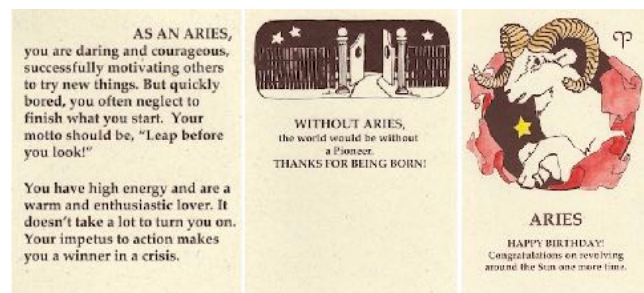 AS AN ARIES,
you are daring and courageous,
successfully motivating others
to try new things. But quickly
bored, you often neglect to
finish what you start. Your
motto should be, “Leap before
you look!”
You have high energy and are a
warm and enthusiastic lover. It
doesn’t take a lot to turn you on.
Your impetus to action makes
you a winner in a crisis.
WITHOUT ARIES,
the world would be without
a Pioneer.
THANKS FOR BEING BORN!
ARIES
HAPPY BIRTHDAY!
Congratulations on revolving
around the Sun one more time.